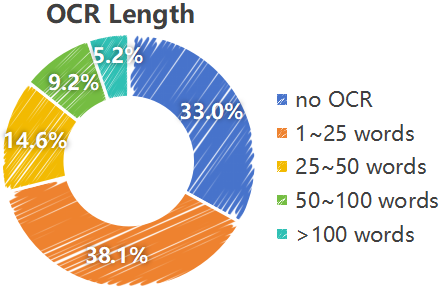 OCR Length
5.2%
9.2%
33.0%
14.6%
38.1%
no OCR
1~25 words
25~50 words
50~100 words
>100 words